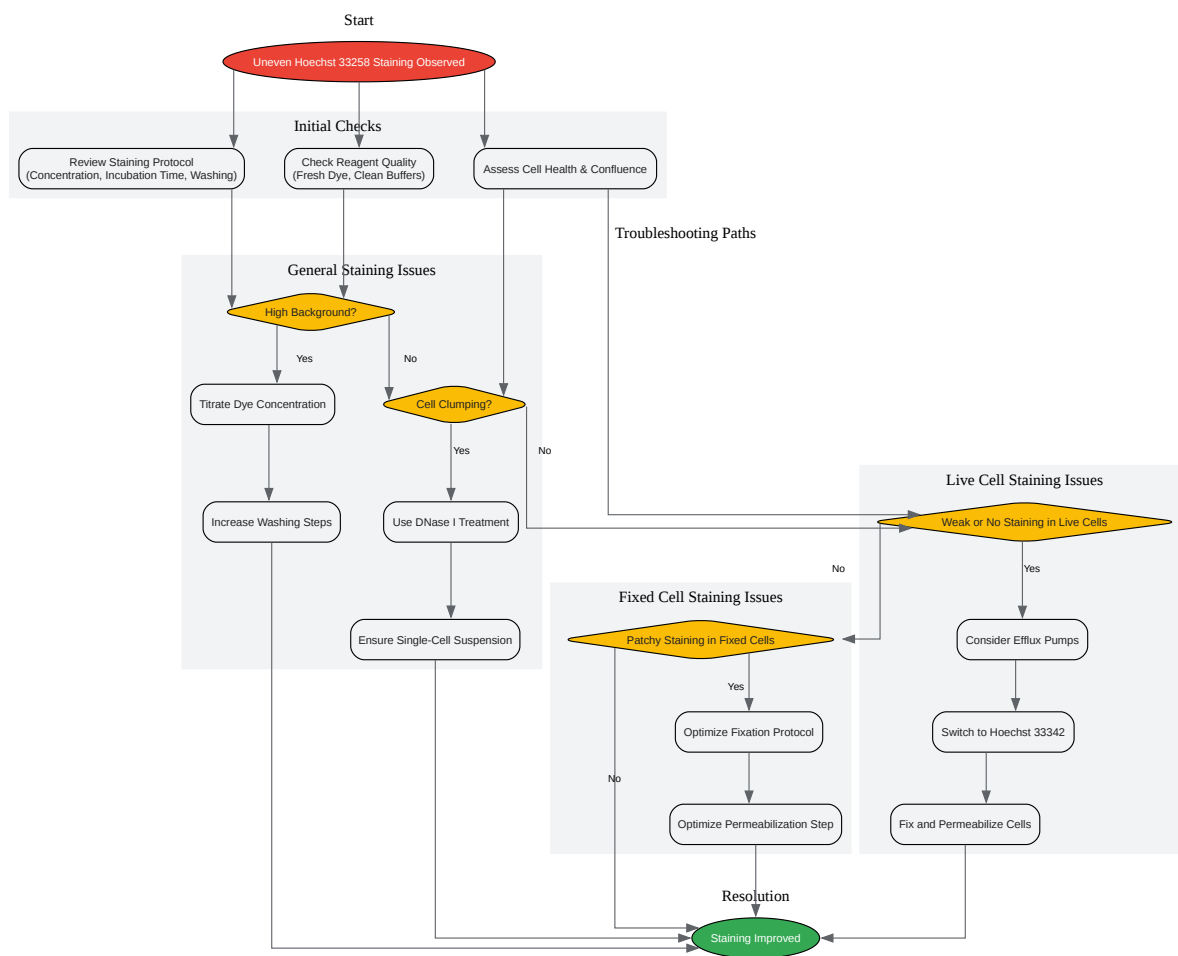 Start
Uneven Hoechst 33258 Staining Observed
Initial Checks
Review Staining Protocol
(Concentration, Incubation Time, Washing)
Check Reagent Quality
(Fresh Dye, Clean Buffers)
Assess Cell Health & Confluence
Troubleshooting Paths
General Staining Issues
High Background?
Yes
No
Titrate Dye Concentration
Cell Clumping?
Yes
No
Increase Washing Steps
Use DNase I Treatment
Ensure Single-Cell Suspension
Live Cell Staining Issues
Weak or No Staining in Live Cells
No
Yes
Fixed Cell Staining Issues
Patchy Staining in Fixed Cells
Consider Efflux Pumps
Yes
Optimize Fixation Protocol
Switch to Hoechst 33342
No
Optimize Permeabilization Step
Fix and Permeabilize Cells
Resolution
Staining Improved